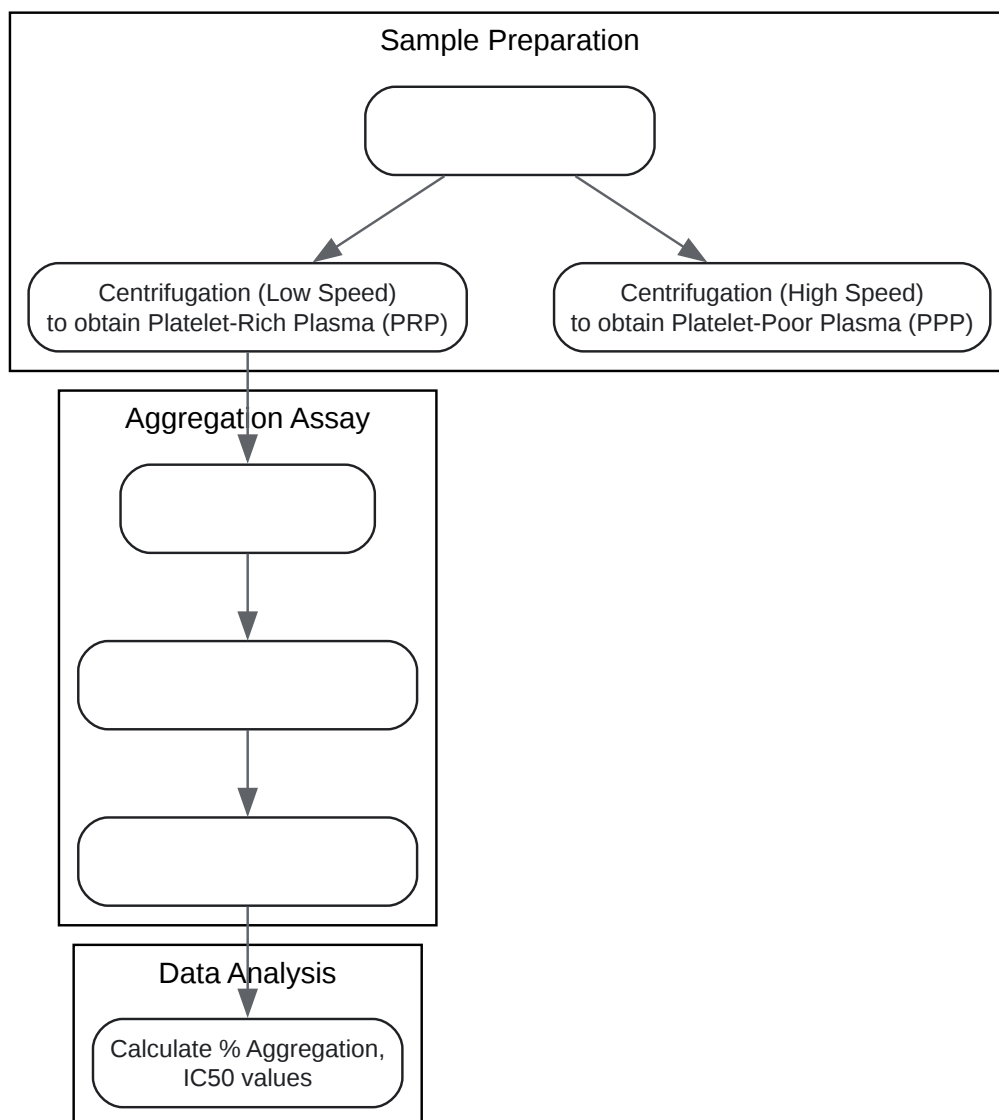 Sample Preparation
Centrifugation (Low Speed)
to obtain Platelet-Rich Plasma (PRP)
Centrifugation (High Speed)
to obtain Platelet-Poor Plasma (PPP)
Aggregation Assay
Data Analysis
Calculate % Aggregation,
IC50 values